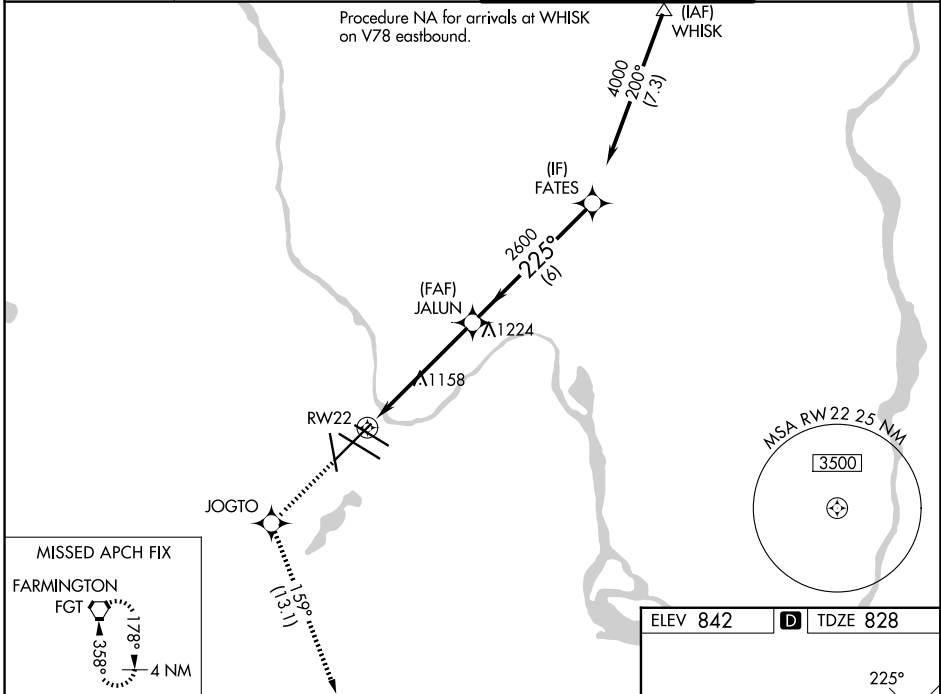 Procedure NA for arrivals at WHISK
on V78 eastbound.
(IAF)
WHISK
4000
200°
(7.3)
(IF)
FATES
2600
225°
(6)
(FAF)
JALUN
1224
1158
RW22
MSA RW 22 25 NM
3500
JOGTO
159°
(13.1)
MISSED APCH FIX
FARMINGTON
FGT
178°
358°
4 NM
ELEV 842 D TDZE 828
225°